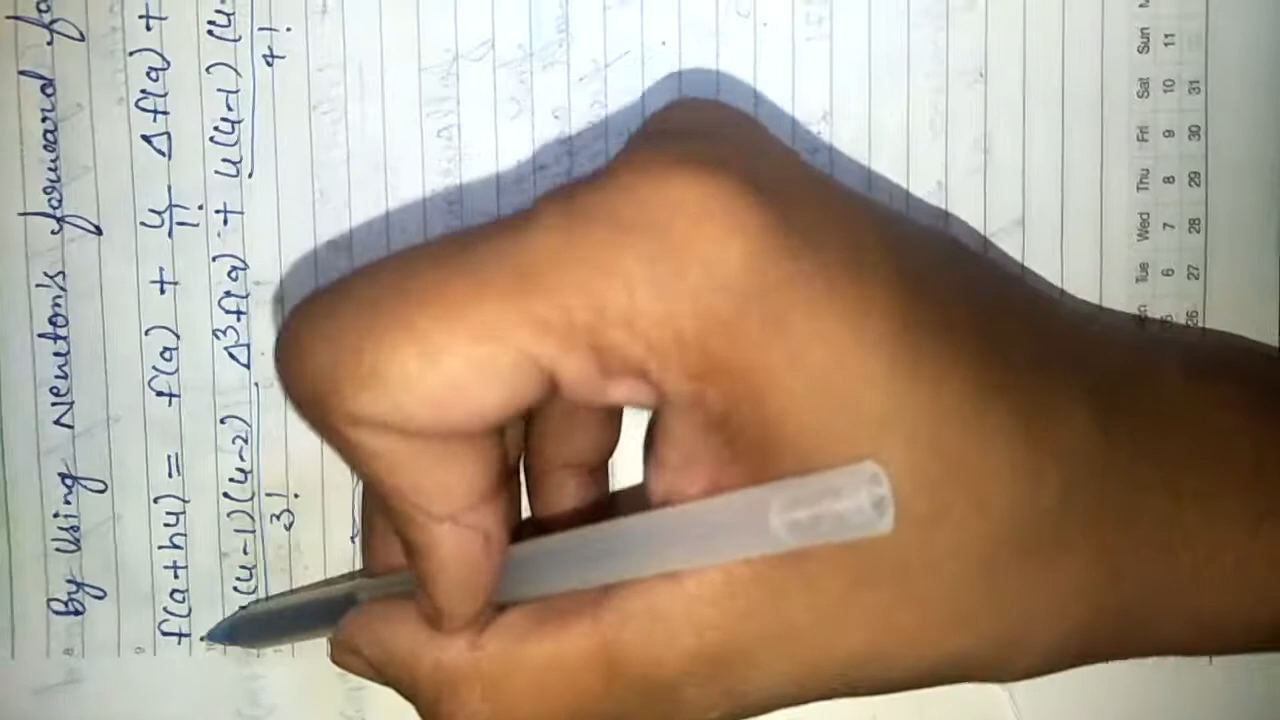 By Using Newton's forward fo
f(a+hu) = f(a) + u/1! Δf(a) +
(u-1)(u-2)/3! Δ³f(a) + u(u-1)(u-/4!
Tue Wed Thu Fri Sat Sun
6 7 8 9 10 11
26 27 28 29 30 31